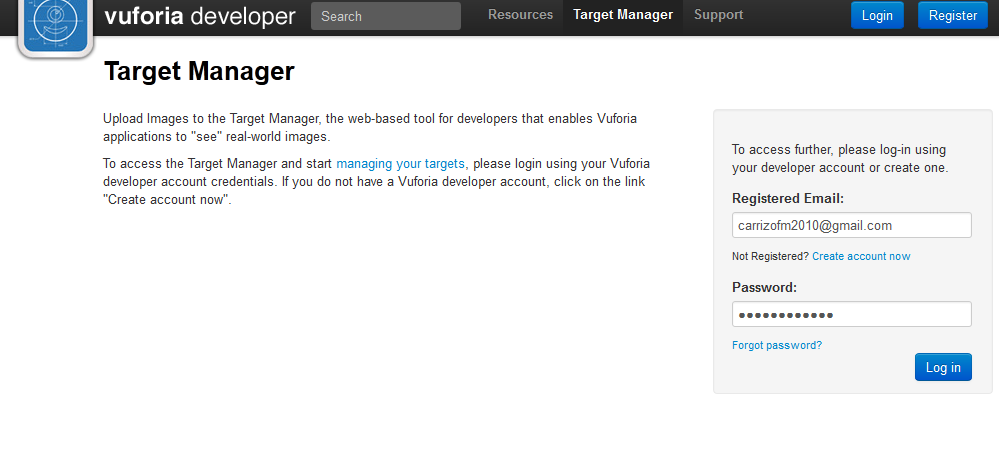 vuforia developer
Search
Resources
Target Manager
Support
Login
Register
Target Manager
Upload Images to the Target Manager, the web-based tool for developers that enables Vuforia
applications to "see" real-world images.
To access the Target Manager and start managing your targets, please login using your Vuforia
developer account credentials. If you do not have a Vuforia developer account, click on the link
"Create account now".
To access further, please log-in using
your developer account or create one.
Registered Email:
carrizofm2010@gmail.com
Not Registered? Create account now
Password:
●●●●●●●●●●●●
Forgot password?
Log in